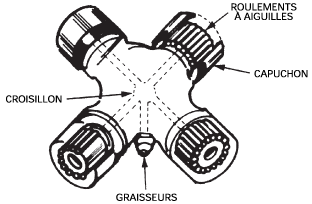 ROULEMENTS
À AIGUILLES
CAPUCHON
CROISILLON
GRAISSEURS